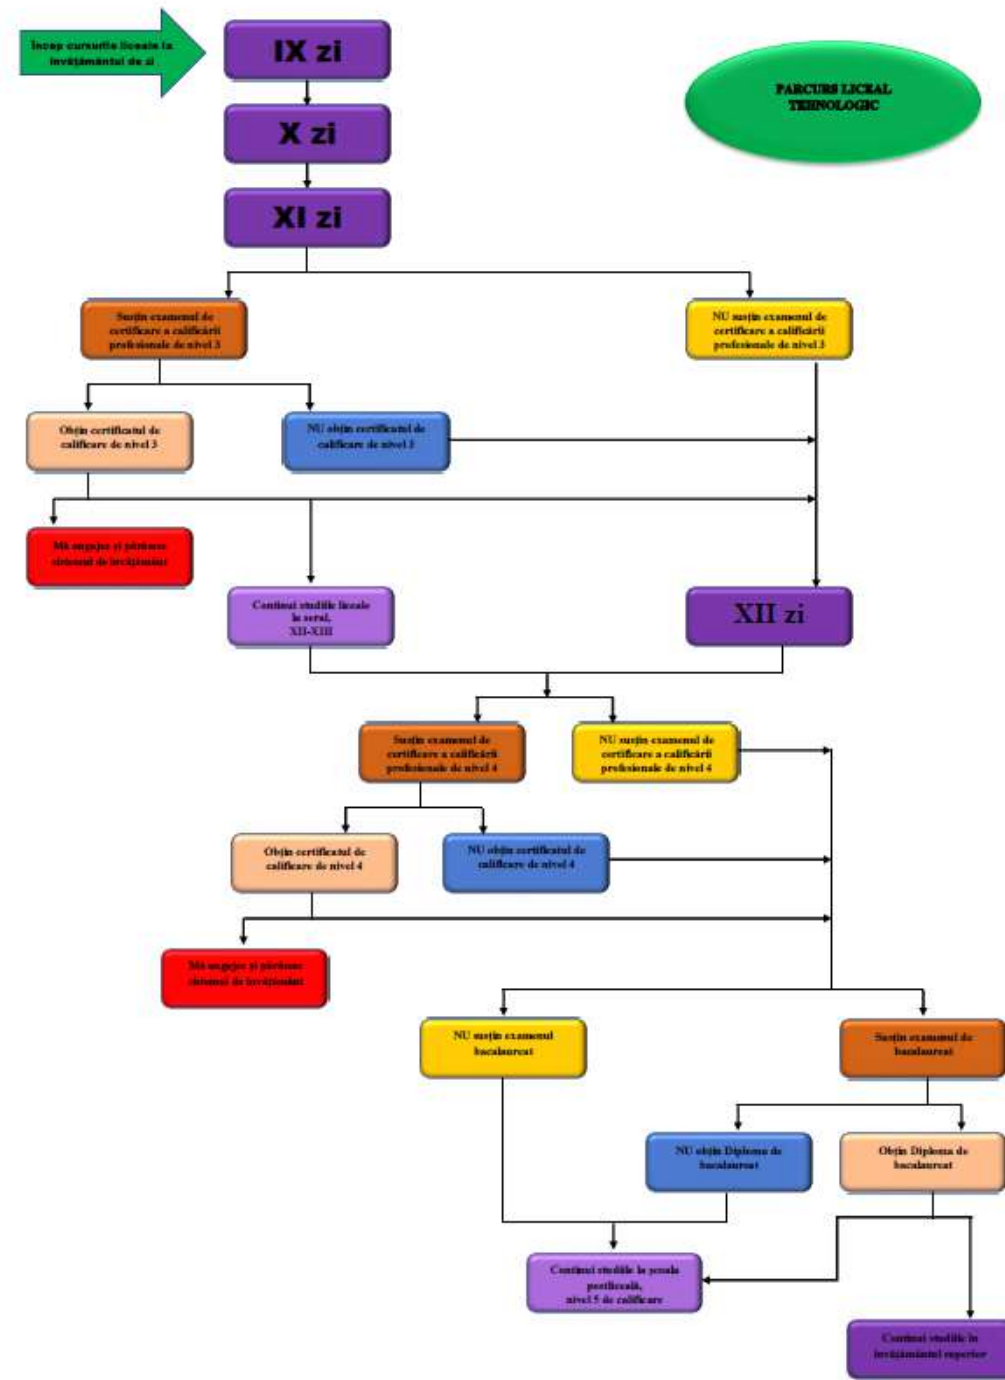 Încep cursurile liceale la
învățământul de zi
IX zi
PARCURS LICEAL
TEHNOLOGIC
X zi
XI zi
Susțin examenul de
certificare a calificării
profesionale de nivel 3
NU susțin examenul de
certificare a calificării
profesionale de nivel 3
Obțin certificatul de
calificare de nivel 3
NU obțin certificatul de
calificare de nivel 3
Mă angajez și părăsesc
sistemul de învățământ
Continui studiile liceale
la seral,
XII-XIII
XII zi
Susțin examenul de
certificare a calificării
profesionale de nivel 4
NU susțin examenul de
certificare a calificării
profesionale de nivel 4
Obțin certificatul de
calificare de nivel 4
NU obțin certificatul de
calificare de nivel 4
Mă angajez și părăsesc
sistemul de învățământ
NU susțin examenul
bacalaureat
Susțin examenul de
bacalaureat
NU obțin Diploma de
bacalaureat
Obțin Diploma de
bacalaureat
Continui studiile la școala
postliceală,
nivel 5 de calificare
Continui studiile în
învățământul superior